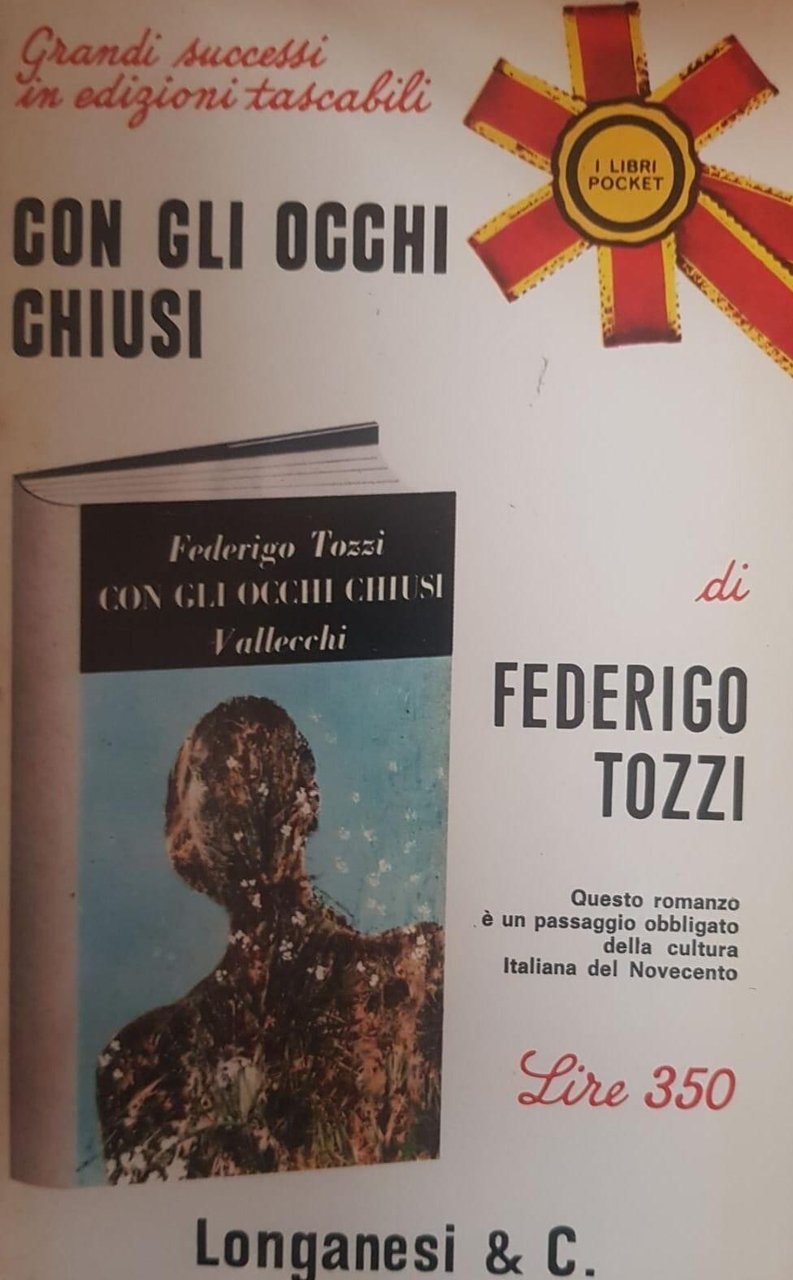 Grandi successi
in edizioni tascabili
I LIBRI
POCKET
CON GLI OCCHI
CHIUSI
Federigo Tozzi
CON GLI OCCHI CHIUSI
Vallecchi
di
FEDERIGO
TOZZI
Questo romanzo
è un passaggio obbligato
della cultura
Italiana del Novecento
Lire 350
Longanesi & C.